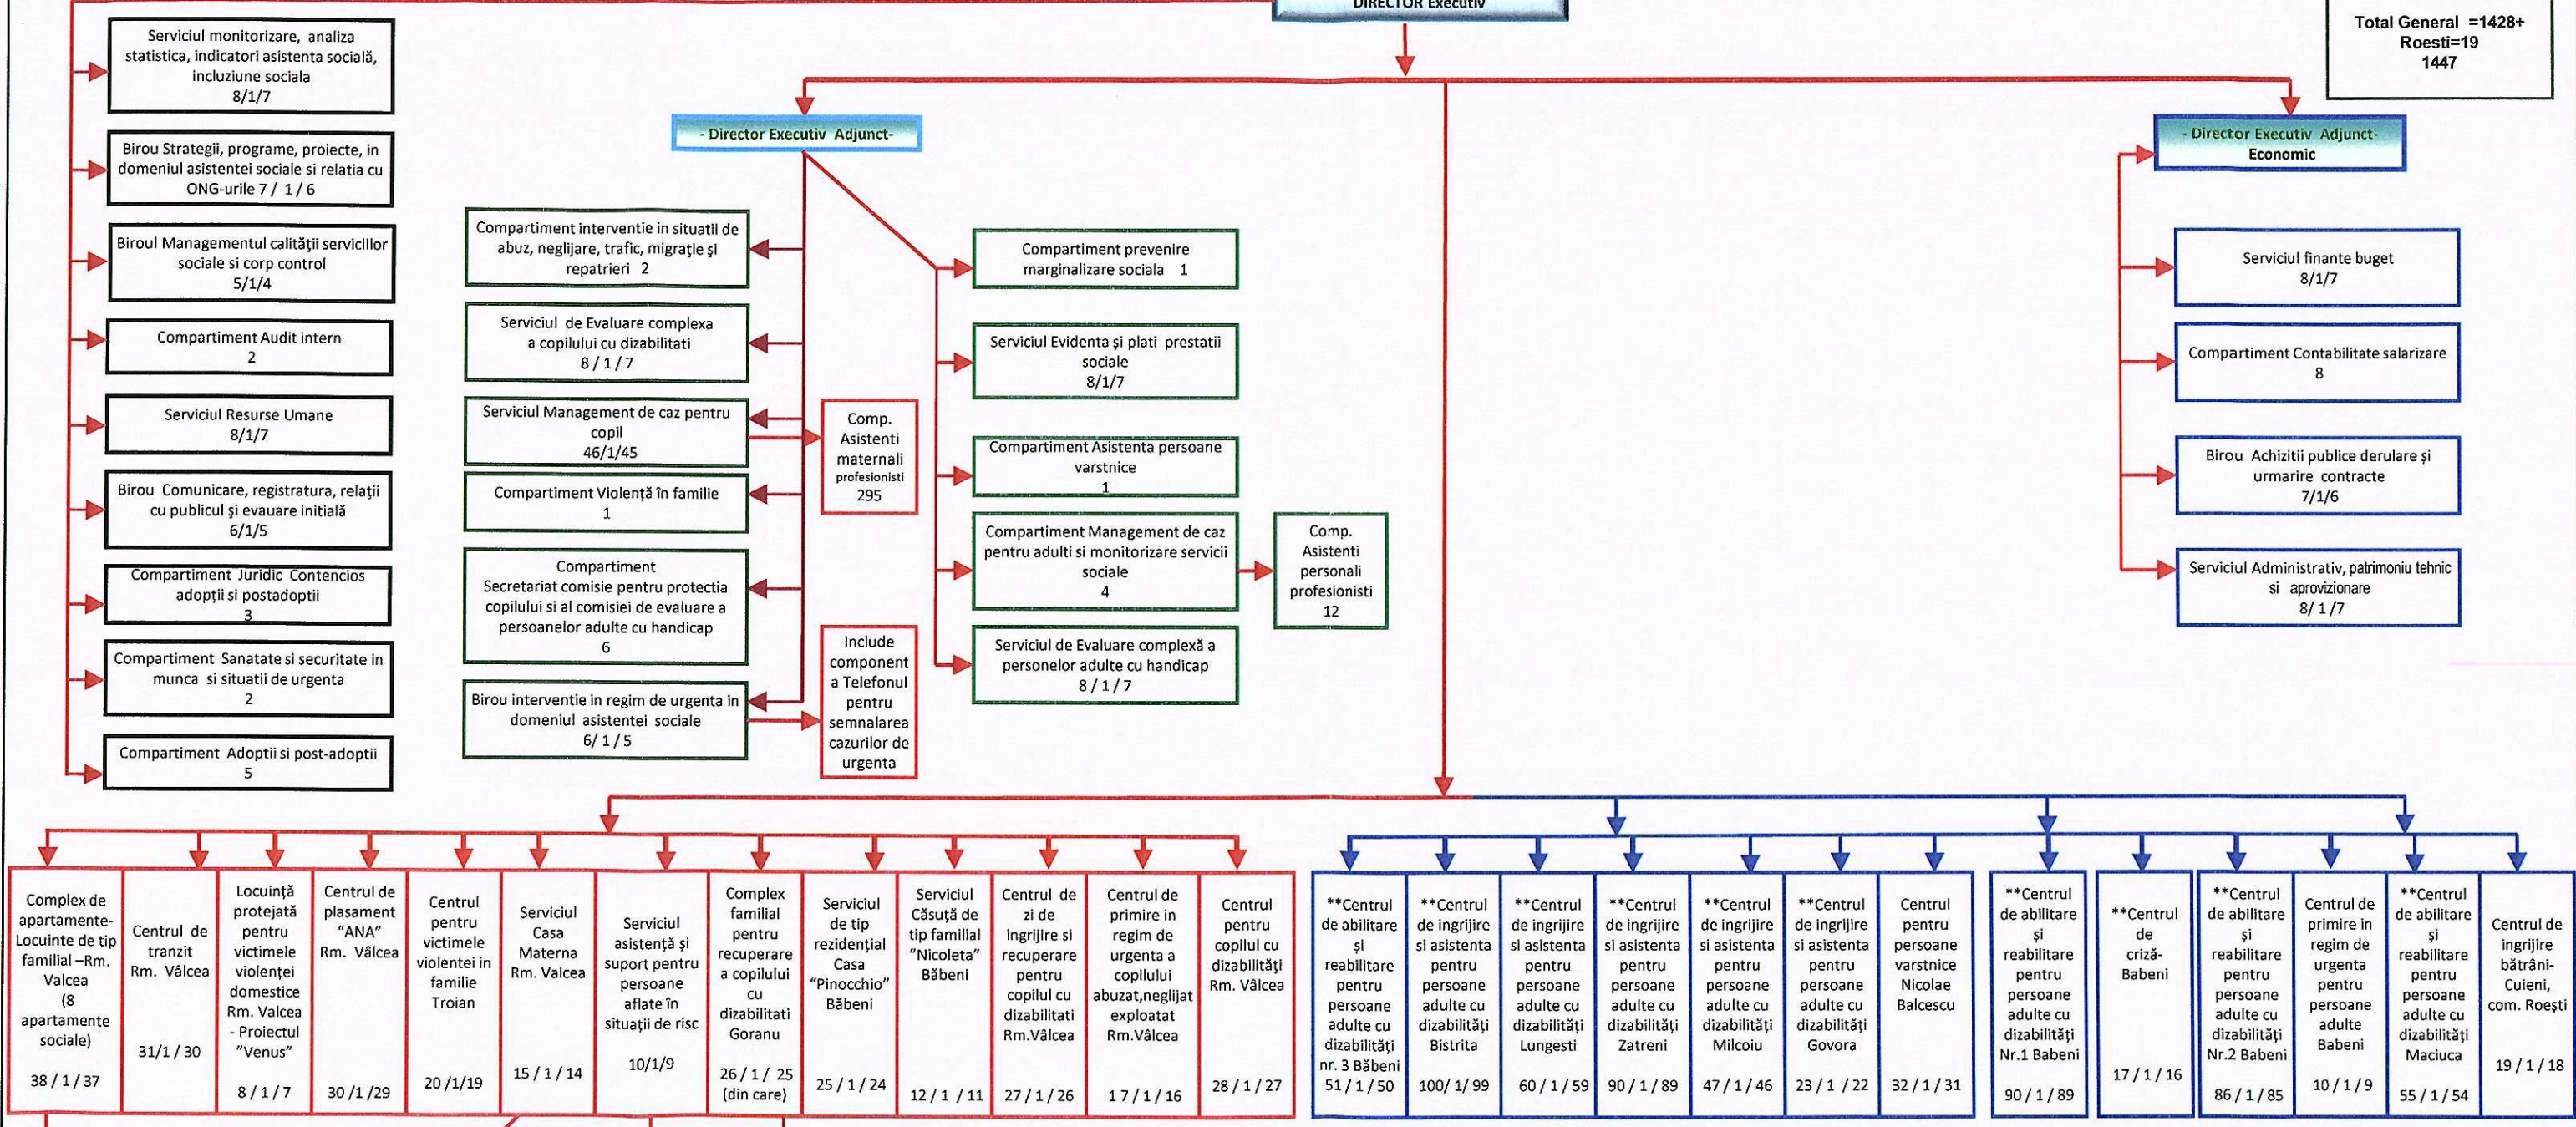 DIRECTOR Executiv
Total General =1428+
Roesti=19
1447
Serviciul monitorizare, analiza
statistica, indicatori asistenta socială,
incluziune sociala
8/1/7
Birou Strategii, programe, proiecte, in
domeniul asistentei sociale si relatia cu
ONG-urile 7 / 1 / 6
Biroul Managementul calităţii serviciilor
sociale si corp control
5/1/4
Compartiment Audit intern
2
Serviciul Resurse Umane
8/1/7
Birou Comunicare, registratura, relaţii
cu publicul şi evauare initială
6/1/5
Compartiment Juridic Contencios
adopţii si postadoptii
3
Compartiment Sanatate si securitate in
munca si situatii de urgenta
2
Compartiment Adoptii si post-adoptii
5
- Director Executiv Adjunct-
Compartiment interventie in situatii de
abuz, neglijare, trafic, migraţie şi
repatrieri 2
Serviciul de Evaluare complexa
a copilului cu dizabilitati
8 / 1 / 7
Serviciul Management de caz pentru
copil
46/1/45
Compartiment Violenţă în familie
1
Compartiment
Secretariat comisie pentru protectia
copilului si al comisiei de evaluare a
persoanelor adulte cu handicap
6
Birou interventie in regim de urgenta in
domeniul asistentei sociale
6/ 1 / 5
Comp.
Asistenti
maternali
profesionisti
295
Include
component
a Telefonul
pentru
semnalarea
cazurilor de
urgenta
Compartiment prevenire
marginalizare sociala 1
Serviciul Evidenta şi plati prestatii
sociale
8/1/7
Compartiment Asistenta persoane
varstnice
1
Compartiment Management de caz
pentru adulti si monitorizare servicii
sociale
4
Serviciul de Evaluare complexă a
personelor adulte cu handicap
8 / 1 / 7
Comp.
Asistenti
personali
profesionisti
12
- Director Executiv Adjunct-
Economic
Serviciul finante buget
8/1/7
Compartiment Contabilitate salarizare
8
Birou Achizitii publice derulare şi
urmarire contracte
7/1/6
Serviciul Administrativ, patrimoniu tehnic
si aprovizionare
8/ 1 /7
Complex de
apartamente-
Locuinte de tip
familial –Rm.
Valcea
(8
apartamente
sociale)
38 / 1 / 37
Centrul de
tranzit
Rm. Vâlcea
31/1 / 30
Locuinţă
protejată
pentru
victimele
violenţei
domestice
Rm. Valcea
- Proiectul
"Venus"
8 / 1 / 7
Centrul de
plasament
"ANA"
Rm. Vâlcea
30 /1 /29
Centrul
pentru
victimele
violentei in
familie
Troian
20 /1/19
Serviciul
Casa
Materna
Rm. Valcea
15 / 1 / 14
Serviciul
asistenţă şi
suport pentru
persoane
aflate în
situaţii de risc
10/1/9
Complex
familial
pentru
recuperare
a copilului
cu
dizabilitati
Goranu
26 / 1 / 25
(din care)
Serviciul
de tip
rezidenţial
Casa
"Pinocchio"
Băbeni
25 / 1 / 24
Serviciul
Căsuţă de
tip familial
"Nicoleta"
Băbeni
12 / 1 / 11
Centrul de
zi de
ingrijire si
recuperare
pentru
copilul cu
dizabilitati
Rm.Vâlcea
27 / 1 / 26
Centrul de
primire in
regim de
urgenta a
copilului
abuzat,neglijat
exploatat
Rm.Vâlcea
1 7 / 1 / 16
Centrul
pentru
copilul cu
dizabilităţi
Rm. Vâlcea
28 / 1 / 27
**Centrul
de abilitare
şi
reabilitare
pentru
persoane
adulte cu
dizabilităţi
nr. 3 Băbeni
51 / 1 / 50
**Centrul
de ingrijire
si asistenta
pentru
persoane
adulte cu
dizabilităţi
Bistrita
100/ 1/ 99
**Centrul
de ingrijire
si asistenta
pentru
persoane
adulte cu
dizabilităţi
Lungesti
60 / 1 / 59
**Centrul
de ingrijire
si asistenta
pentru
persoane
adulte cu
dizabilităţi
Zatreni
90 / 1 / 89
**Centrul
de ingrijire
si asistenta
pentru
persoane
adulte cu
dizabilităţi
Milcoiu
47 / 1 / 46
**Centrul
de ingrijire
si asistenta
pentru
persoane
adulte cu
dizabilităţi
Govora
23 / 1 / 22
Centrul
pentru
persoane
varstnice
Nicolae
Balcescu
32 / 1 / 31
**Centrul
de abilitare
şi
reabilitare
pentru
persoane
adulte cu
dizabilităţi
Nr.1 Babeni
90 / 1 / 89
**Centrul
de
criză-
Babeni
17 / 1 / 16
**Centrul
de abilitare
şi
reabilitare
pentru
persoane
adulte cu
dizabilităţi
Nr.2 Babeni
86 / 1 / 85
Centrul de
primire in
regim de
urgenta
pentru
persoane
adulte
Babeni
10 / 1 / 9
**Centrul
de abilitare
şi
reabilitare
pentru
persoane
adulte cu
dizabilităţi
Maciuca
55 / 1 / 54
Centrul de
ingrijire
bătrâni-
Cuieni,
com. Roeşti
19 / 1 / 18